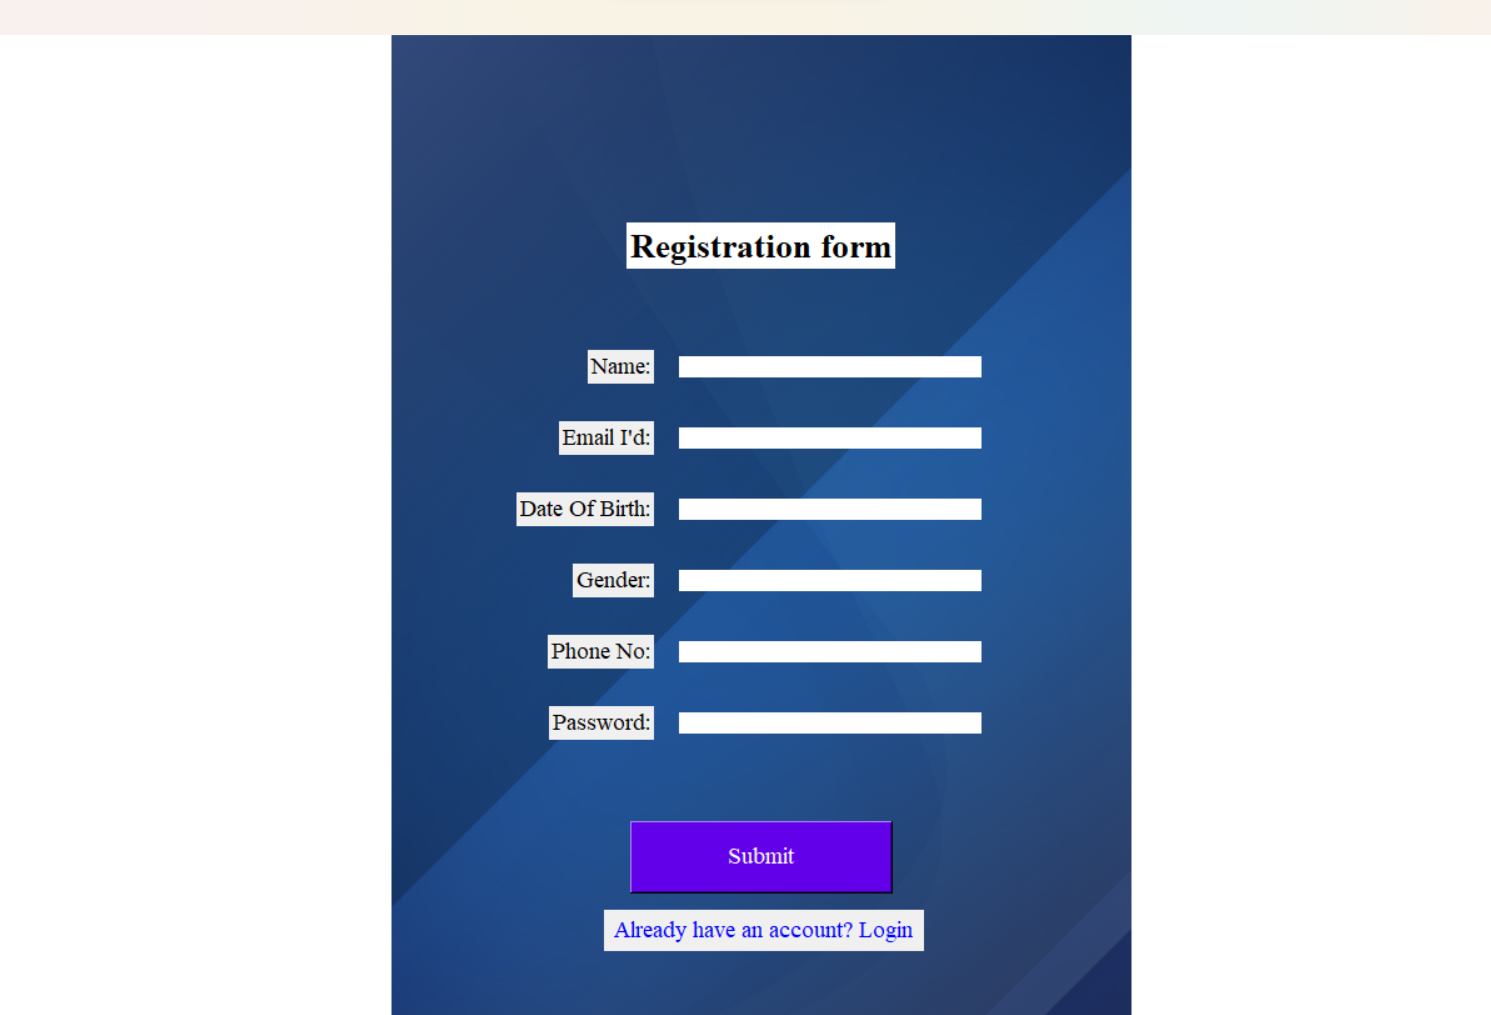 Registration form
Name:
Email I'd:
Date Of Birth:
Gender:
Phone No:
Password:
Submit
Already have an account? Login